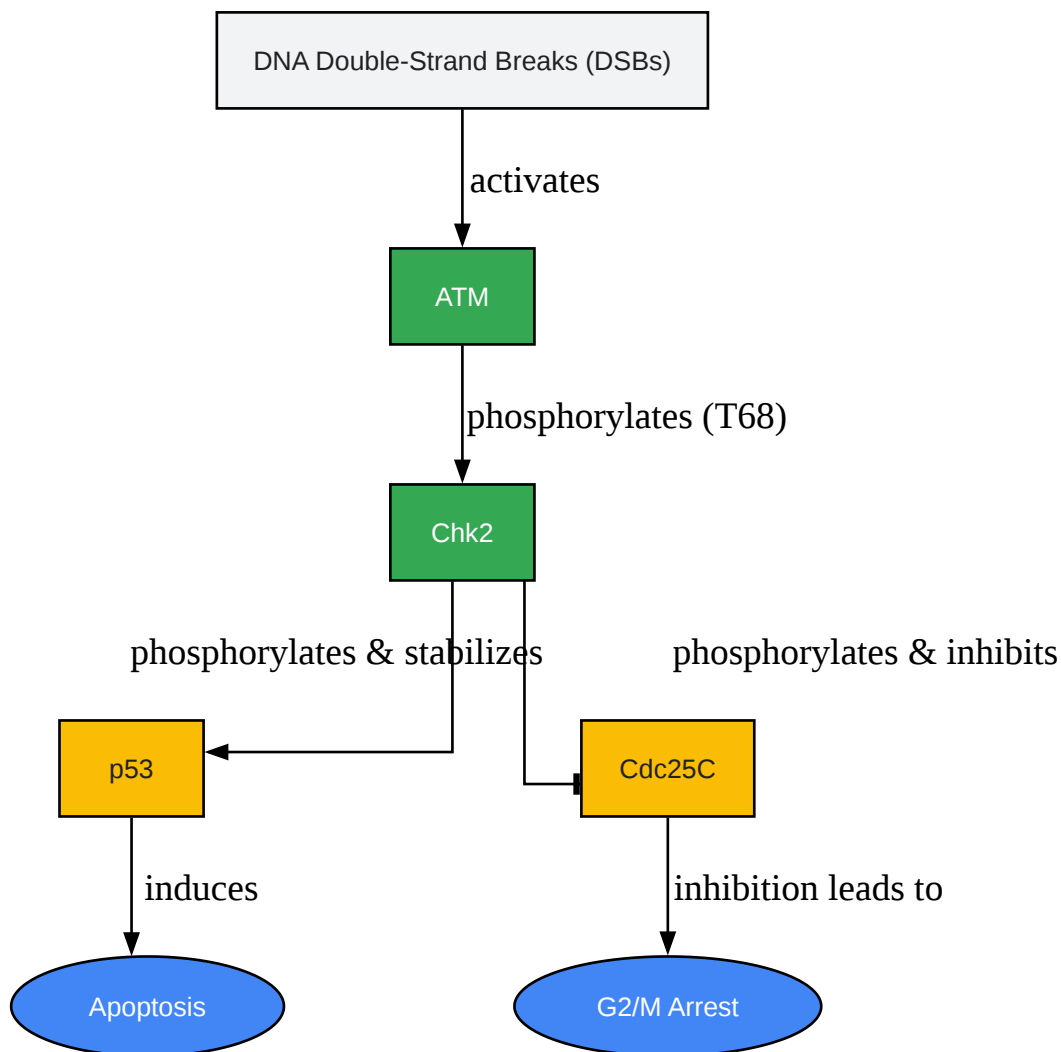 DNA Double-Strand Breaks (DSBs)
activates
ATM
phosphorylates (T68)
Chk2
phosphorylates & stabilizes
phosphorylates & inhibits
p53
Cdc25C
induces
inhibition leads to
Apoptosis
G2/M Arrest